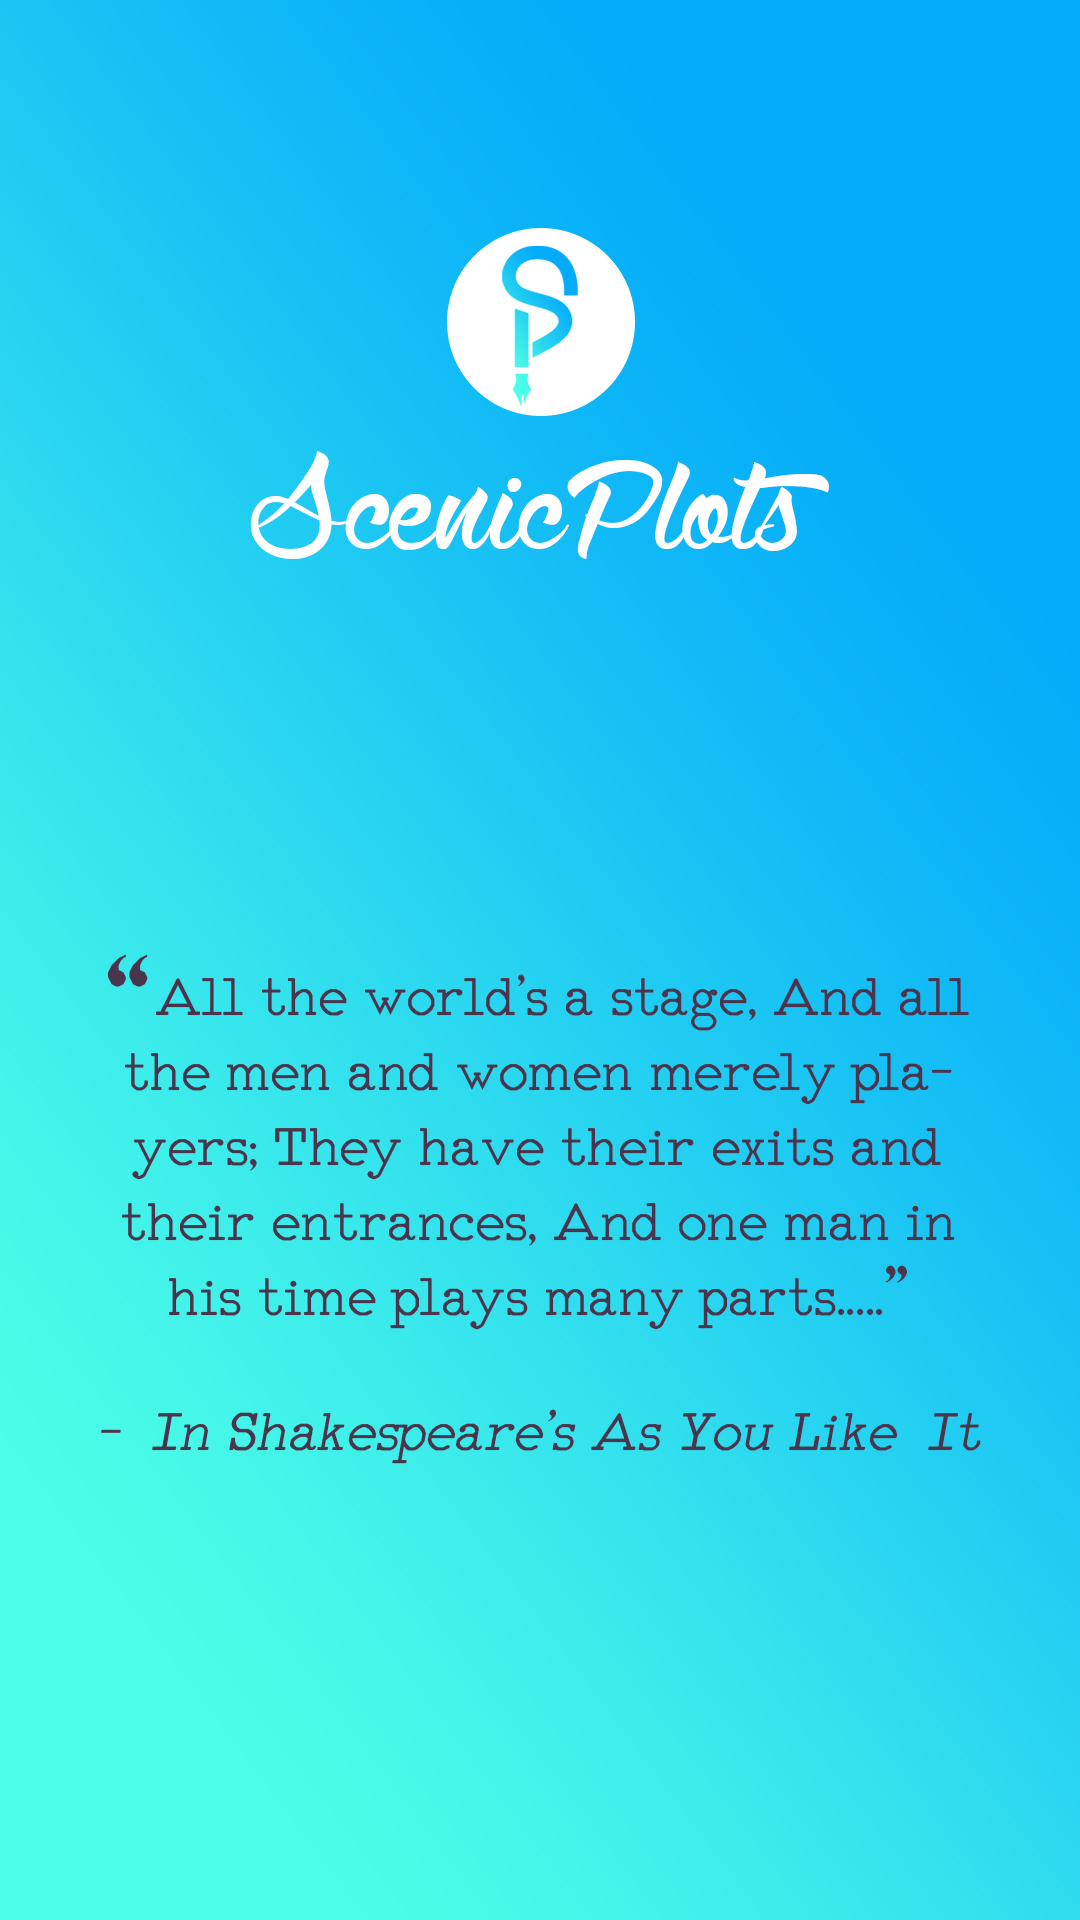 SP
ScenicPlots
“All the world’s a stage, And all
the men and women merely pla-
yers; They have their exits and
their entrances, And one man in
his time plays many parts.....”
- In Shakespeare’s As You Like It